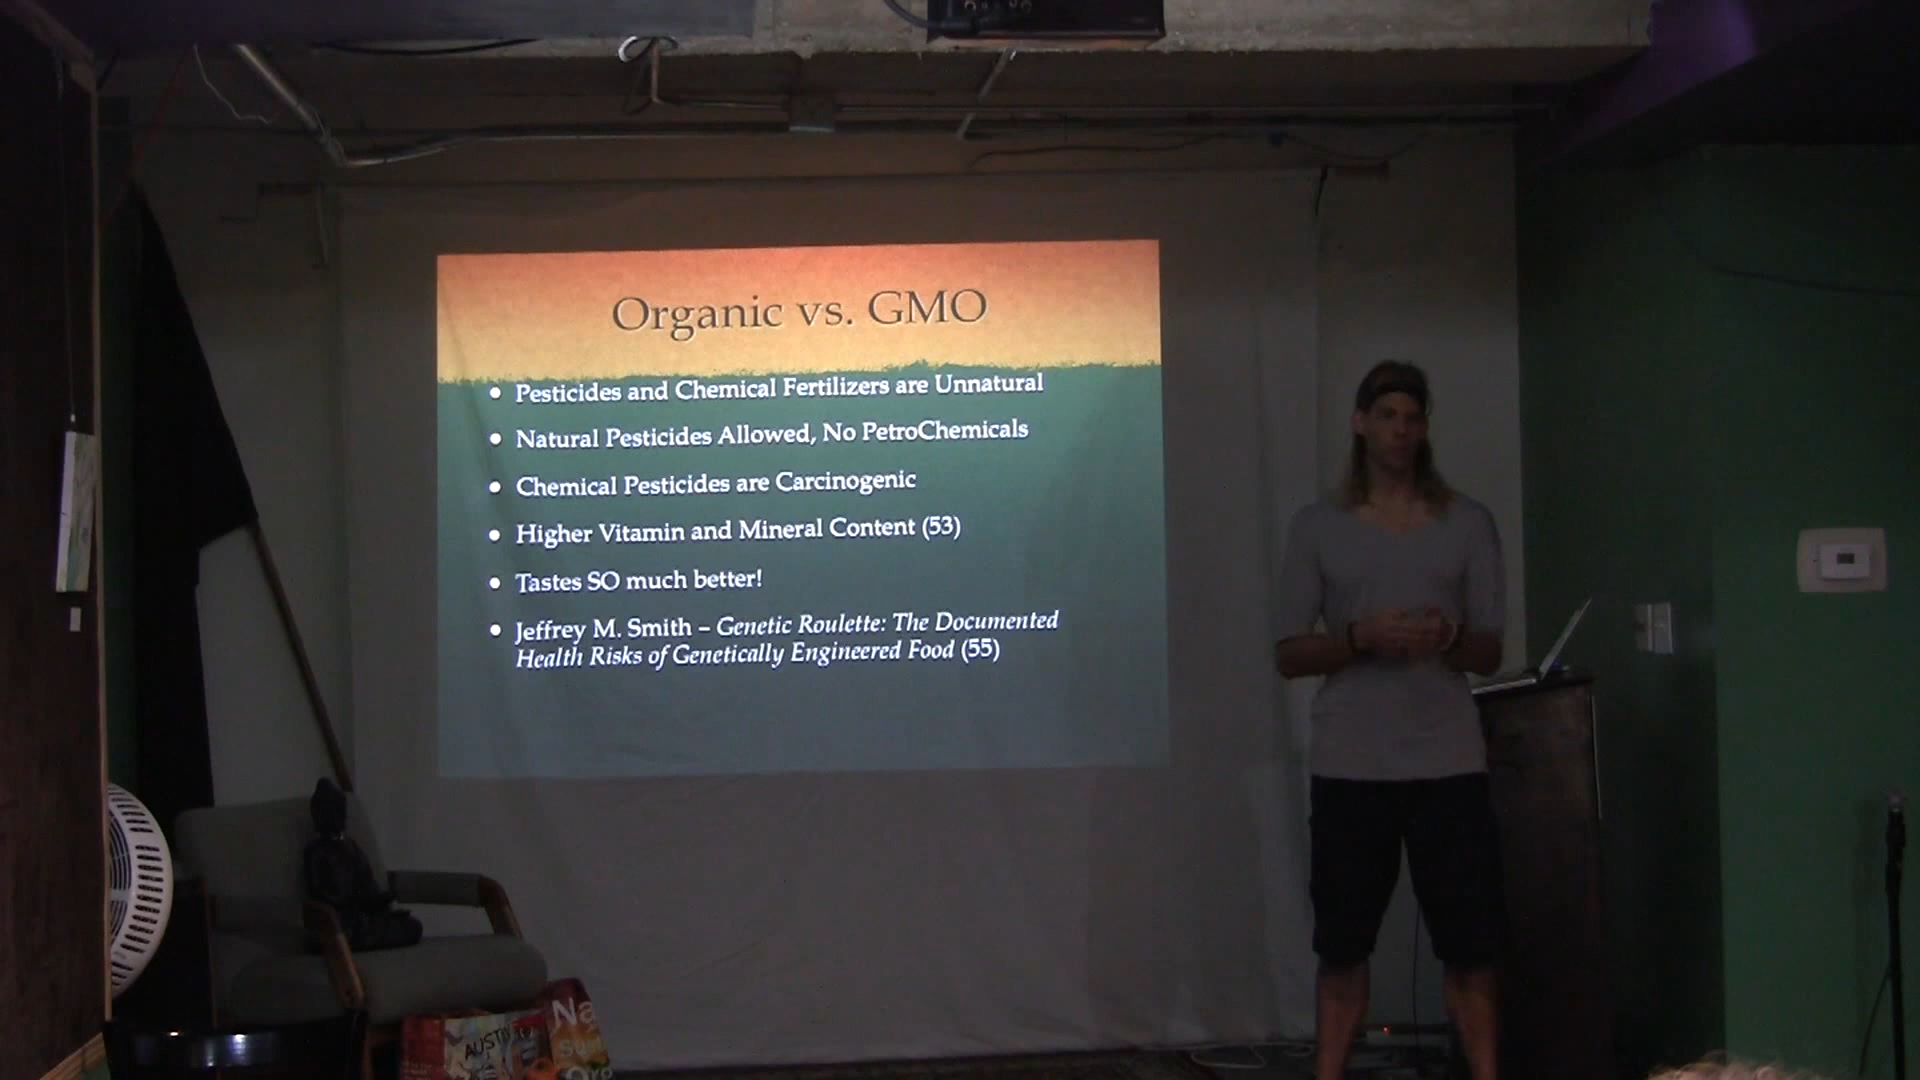 Organic vs. GMO
• Pesticides and Chemical Fertilizers are Unnatural
• Natural Pesticides Allowed, No PetroChemicals
• Chemical Pesticides are Carcinogenic
• Higher Vitamin and Mineral Content (53)
• Tastes SO much better!
• Jeffrey M. Smith – Genetic Roulette: The Documented
Health Risks of Genetically Engineered Food (55)